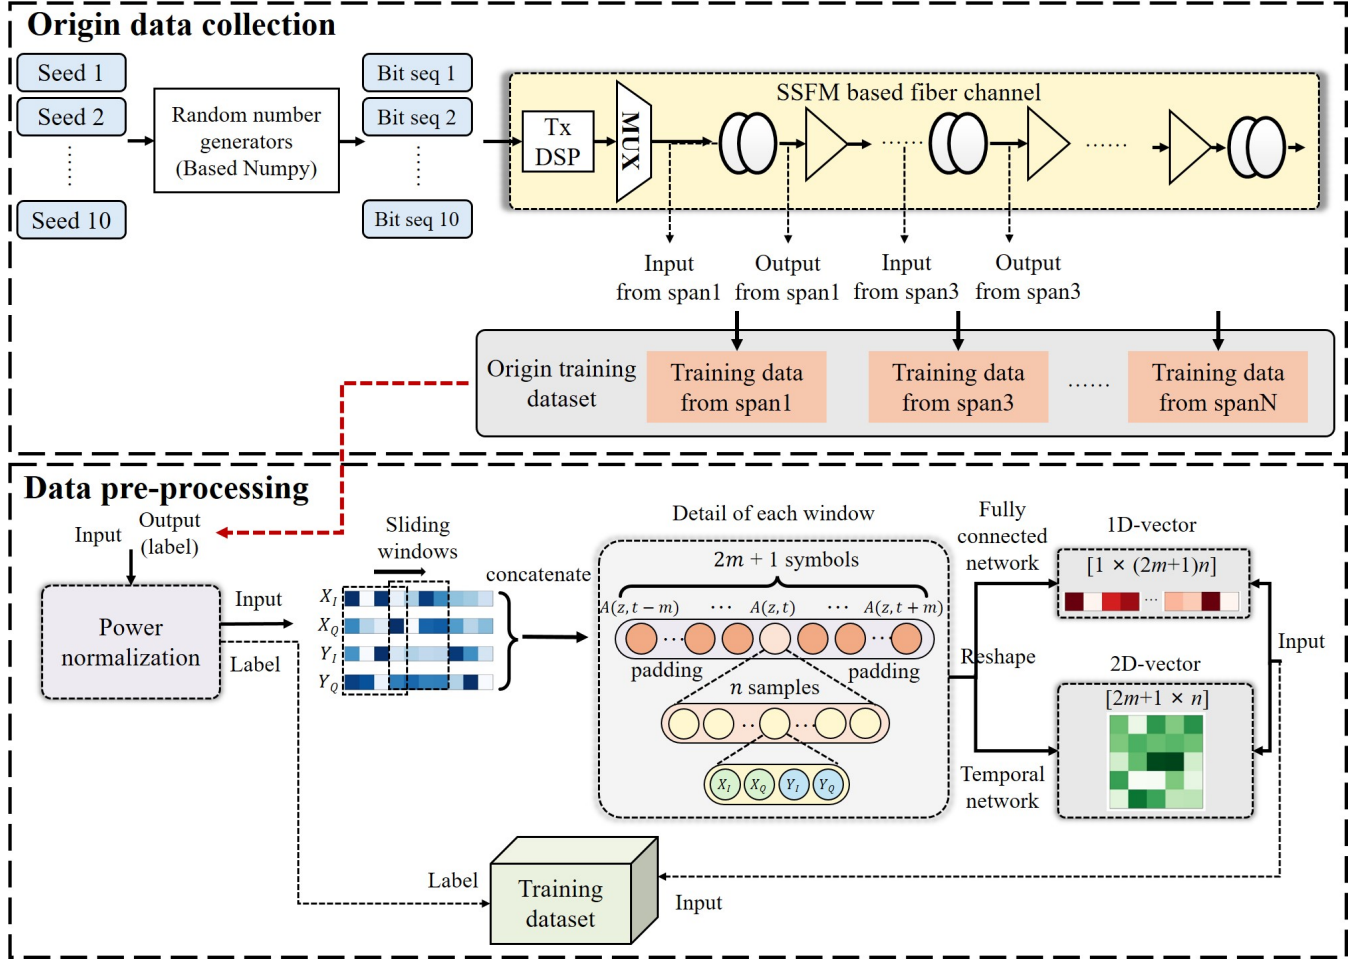 Origin data collection
Seed 1
Seed 2
Seed 10
Random number
generators
(Based Numpy)
Bit seq 1
Bit seq 2
Bit seq 10
SSFM based fiber channel
Tx
DSP
MUX
......
......
Input
from span1
Output
from span1
Input
from span3
Output
from span3
Origin training
dataset
Training data
from span1
Training data
from span3
......
Training data
from spanN
Data pre-processing
Input
Output
(label)
Power
normalization
Input
Label
Sliding
windows
X_I
X_Q
Y_I
Y_Q
concatenate
Detail of each window
2m + 1 symbols
A(z, t − m) ... A(z, t) ... A(z, t + m)
padding
padding
n samples
X_I X_Q Y_I Y_Q
Fully
connected
network
Reshape
Temporal
network
1D-vector
[1 × (2m+1)n]
...
2D-vector
[2m+1 × n]
Input
Label
Training
dataset
Input